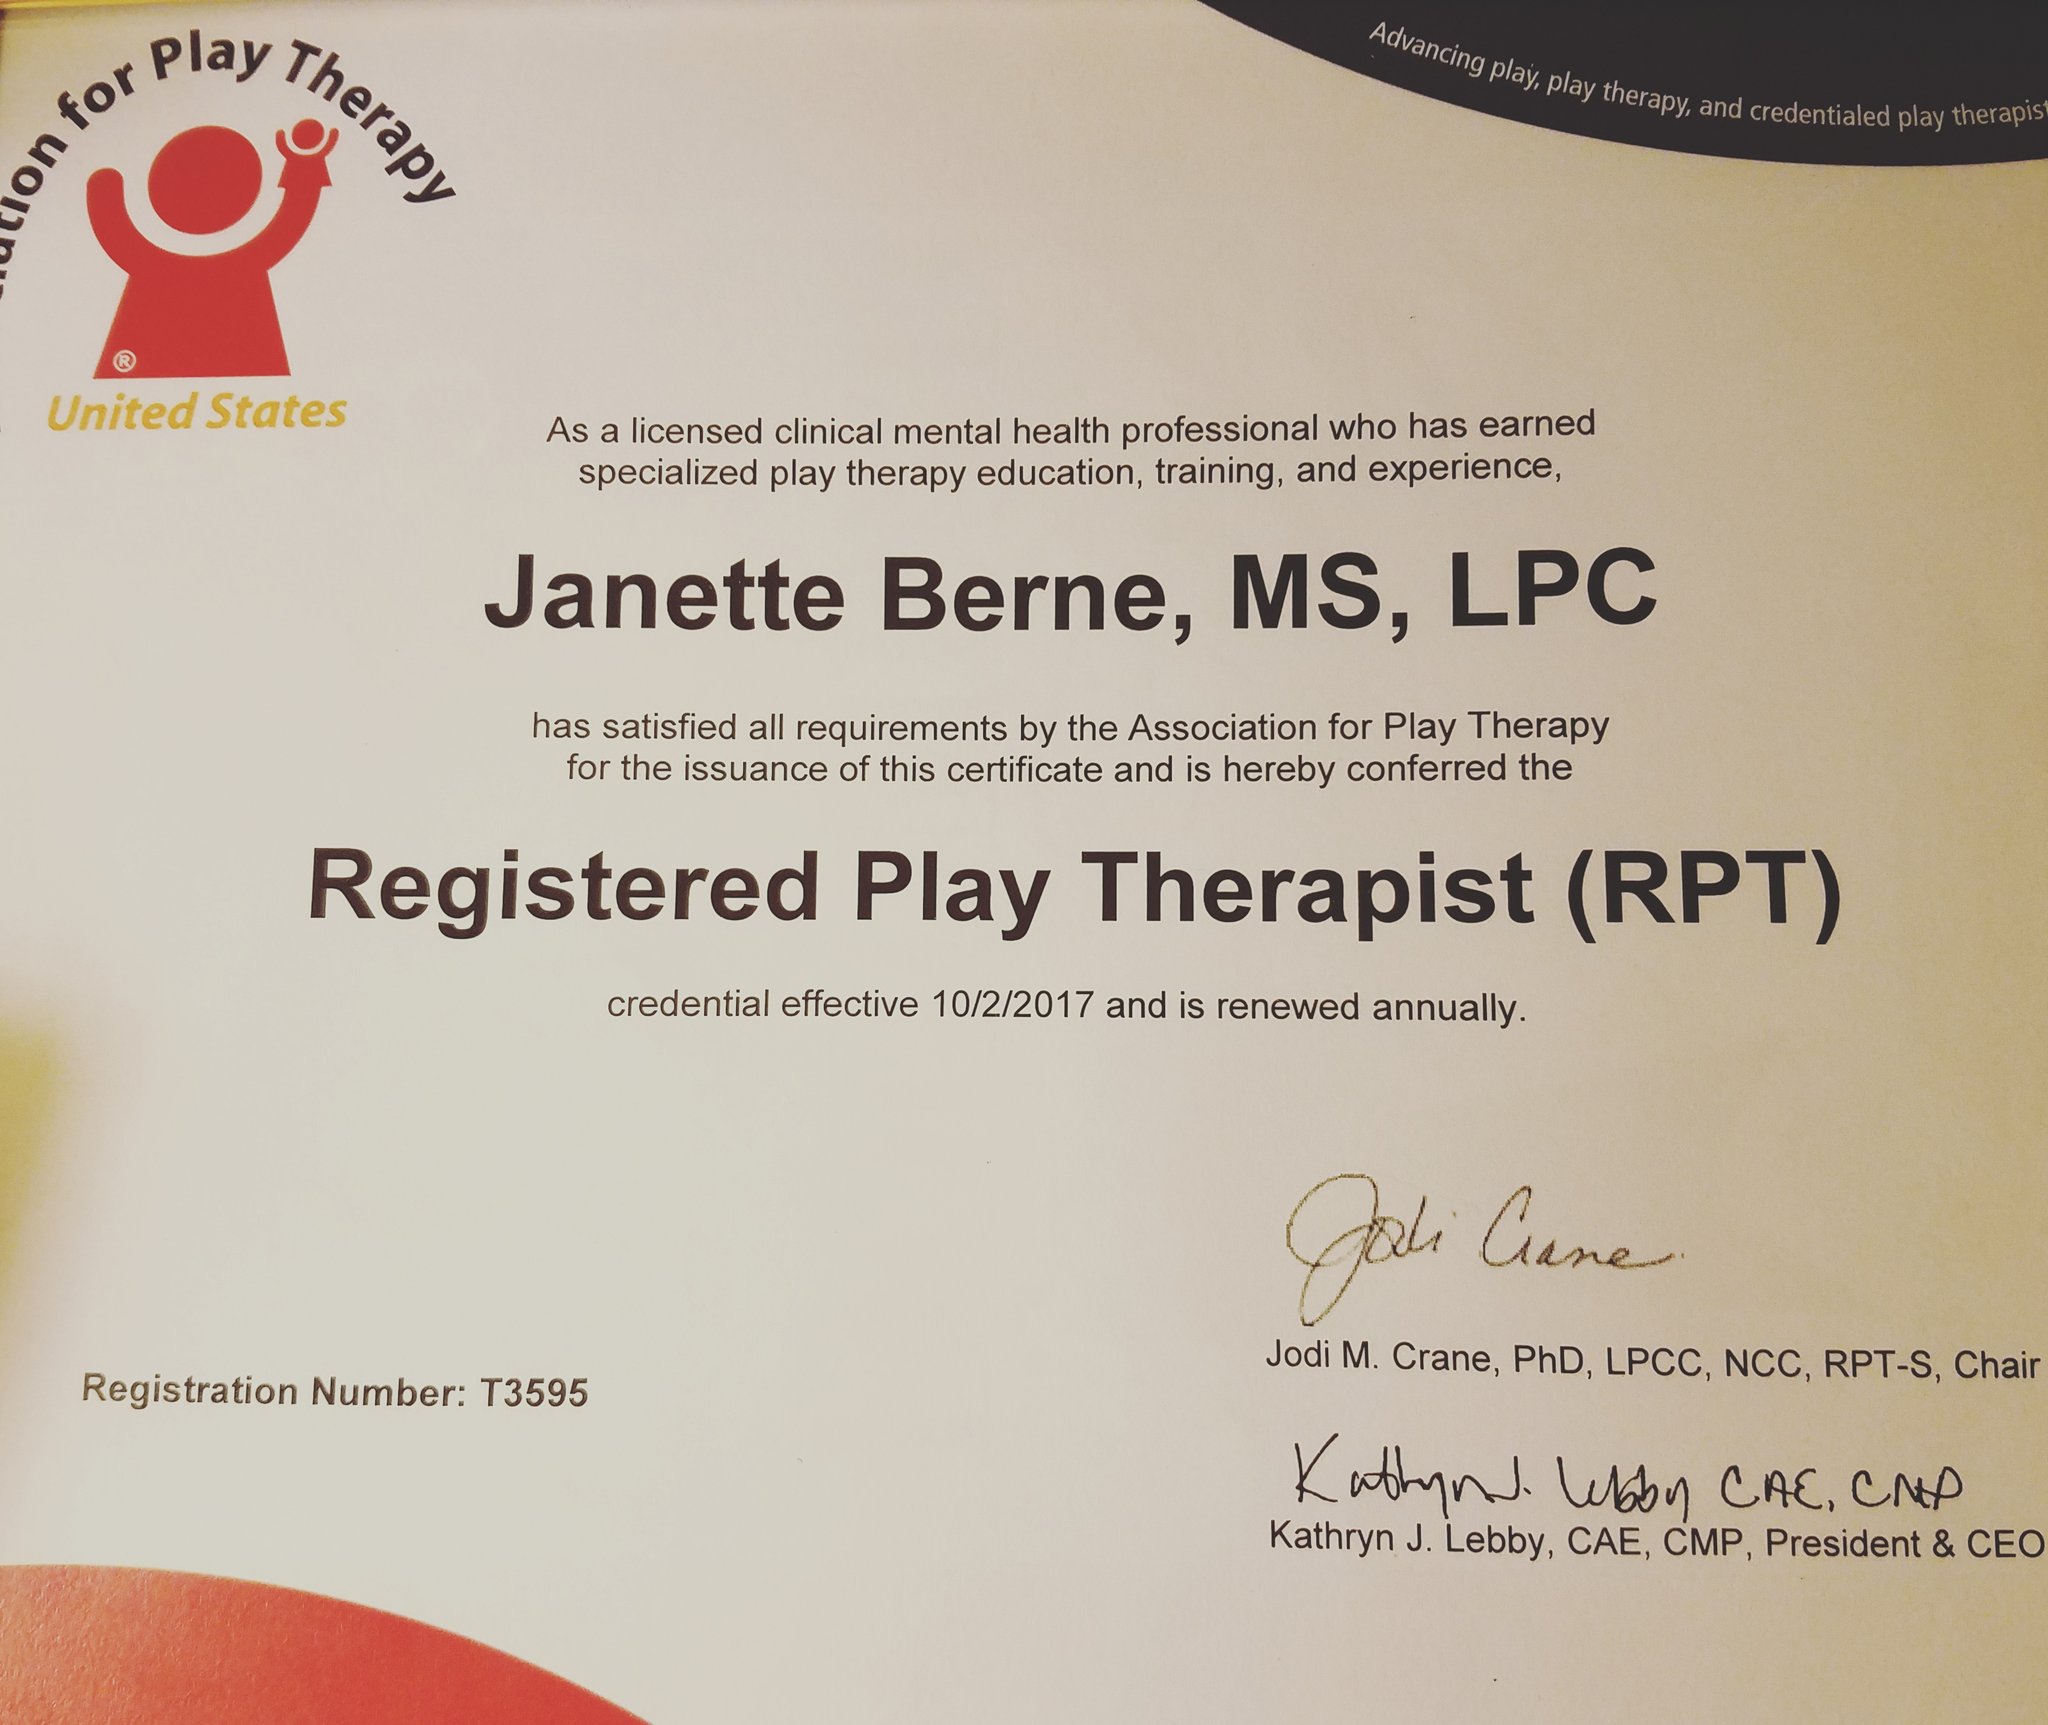 for Play Therapy
®
United States
Advancing play, play therapy, and credentialed play therapist
As a licensed clinical mental health professional who has earned
specialized play therapy education, training, and experience,
Janette Berne, MS, LPC
has satisfied all requirements by the Association for Play Therapy
for the issuance of this certificate and is hereby conferred the
Registered Play Therapist (RPT)
credential effective 10/2/2017 and is renewed annually.
Jodi Crane
Jodi M. Crane, PhD, LPCC, NCC, RPT-S, Chair
Registration Number: T3595
Kathryn J. Lebby CAE, CMP
Kathryn J. Lebby, CAE, CMP, President & CEO